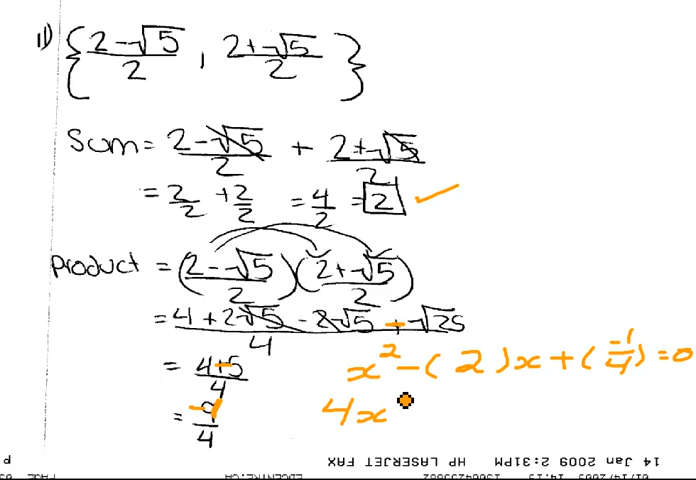 11) { 2-√5/2 , 2+√5/2 }
Sum = 2-√5/2 + 2+√5/2
= 2/2 + 2/2 = 4/2 = 2 ✓
Product = (2-√5/2)(2+√5/2)
= 4+2√5-2√5-√25/4
= 4-5/4
= -1/4
x² - (2)x + (-1/4) = 0
4x
14 Jan 2009 2:31PM HP LASERJET FAX